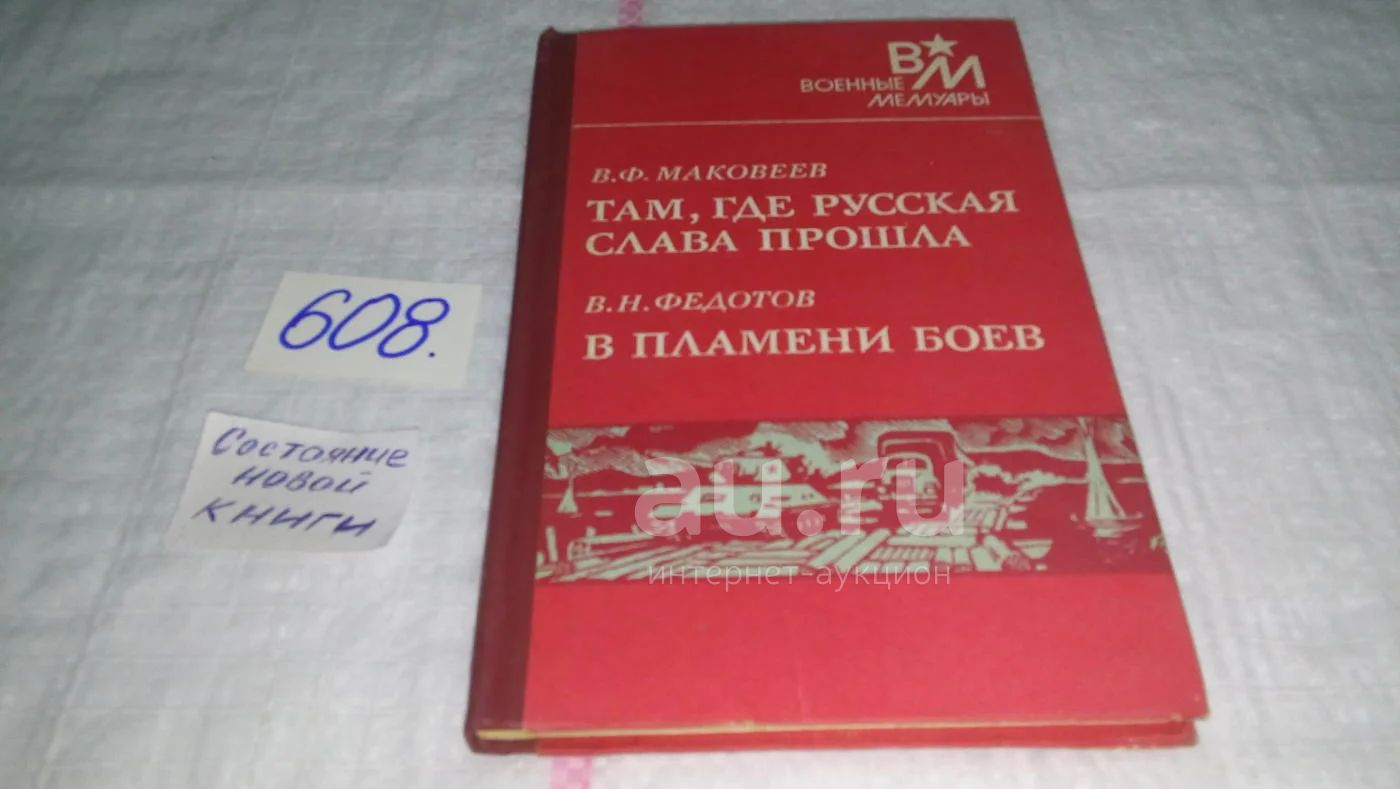 ВМ
ВОЕННЫЕ
МЕМУАРЫ
В.Ф. МАКОВЕЕВ
ТАМ, ГДЕ РУССКАЯ
СЛАВА ПРОШЛА
В.Н. ФЕДОТОВ
В ПЛАМЕНИ БОЕВ
608.
Состояние
новой
книги
au.ru
интернет-аукцион